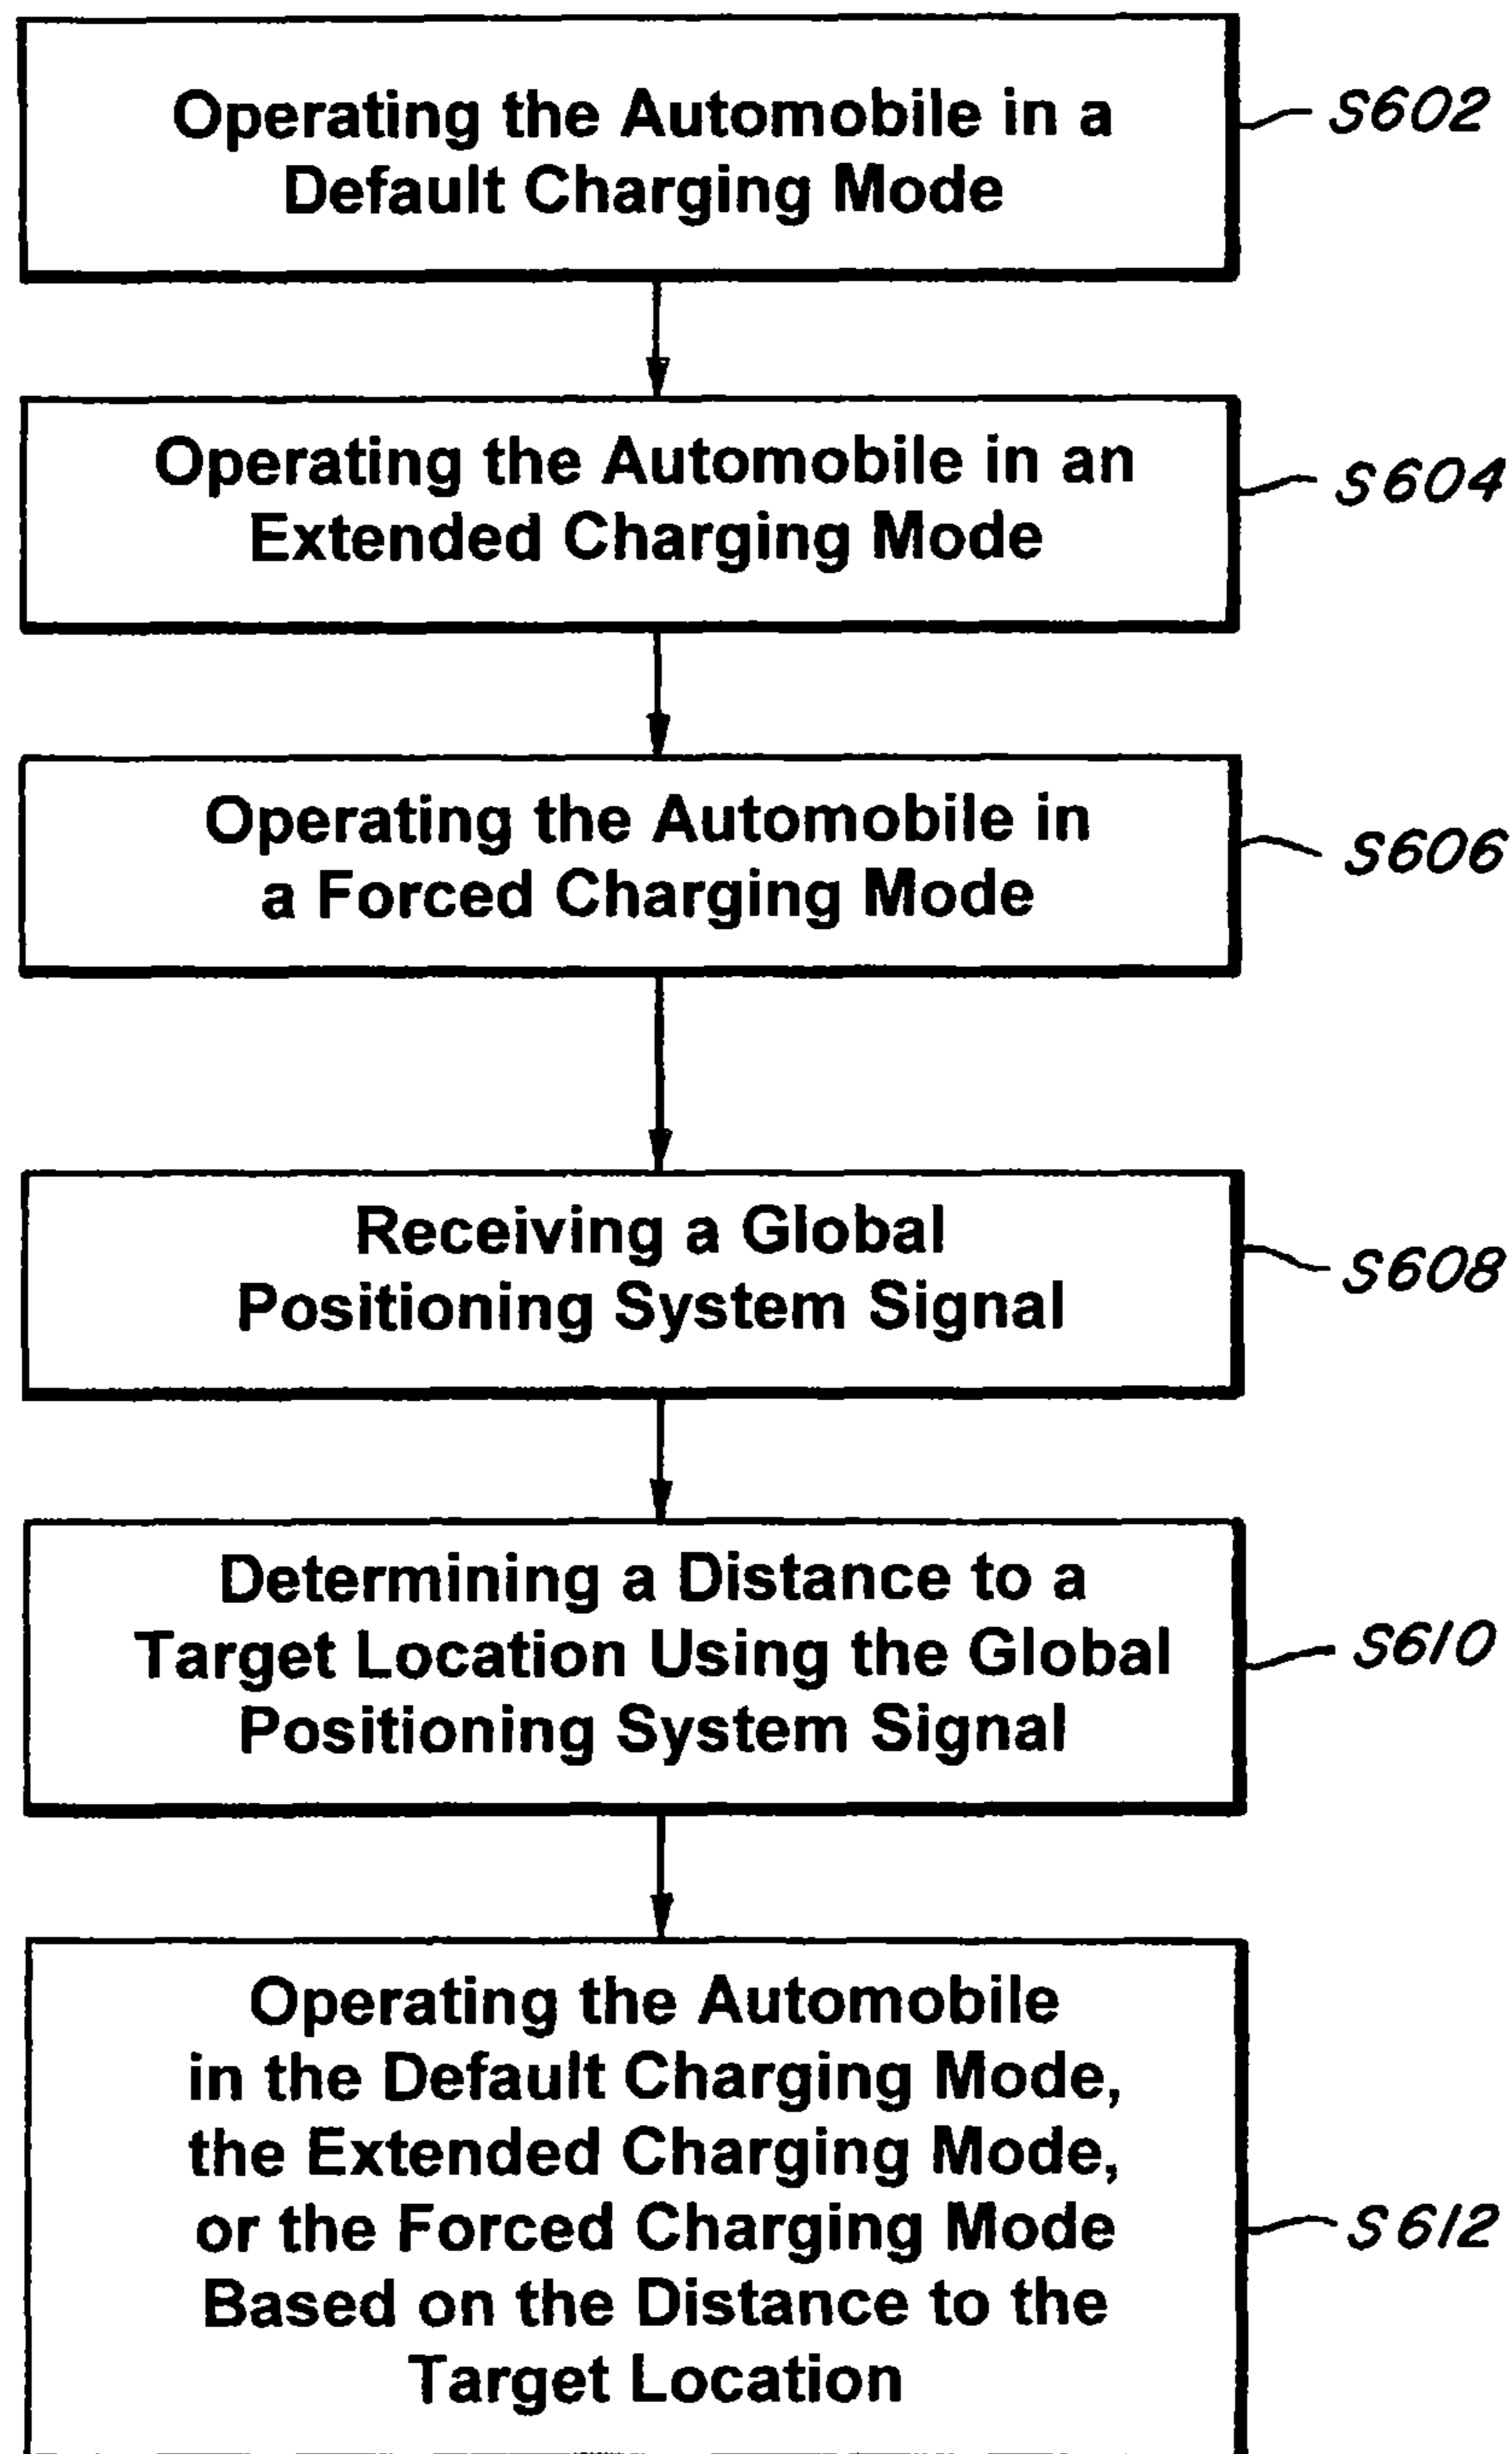 Operating the Automobile in a
Default Charging Mode
S602
Operating the Automobile in an
Extended Charging Mode
S604
Operating the Automobile in
a Forced Charging Mode
S606
Receiving a Global
Positioning System Signal
S608
Determining a Distance to a
Target Location Using the Global
Positioning System Signal
S610
Operating the Automobile
in the Default Charging Mode,
the Extended Charging Mode,
or the Forced Charging Mode
Based on the Distance to the
Target Location
S612